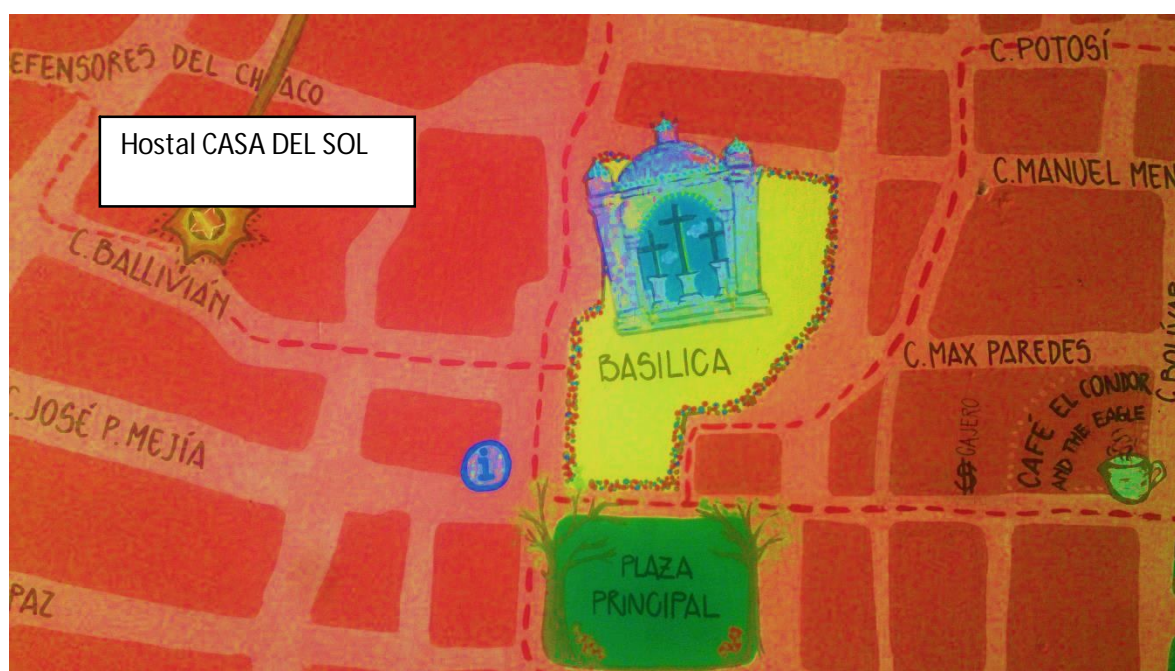 C. POTOSÍ
EFENSORES DEL CHACO
Hostal CASA DEL SOL
C. MANUEL MEN
C. BALLIVIÁN
BASILICA
C. MAX PAREDES
C. BOLIVAR
C. JOSÉ P. MEJÍA
i
$ CAJERO
CAFÉ EL CONDOR
AND THE EAGLE
PLAZA
PRINCIPAL
PAZ